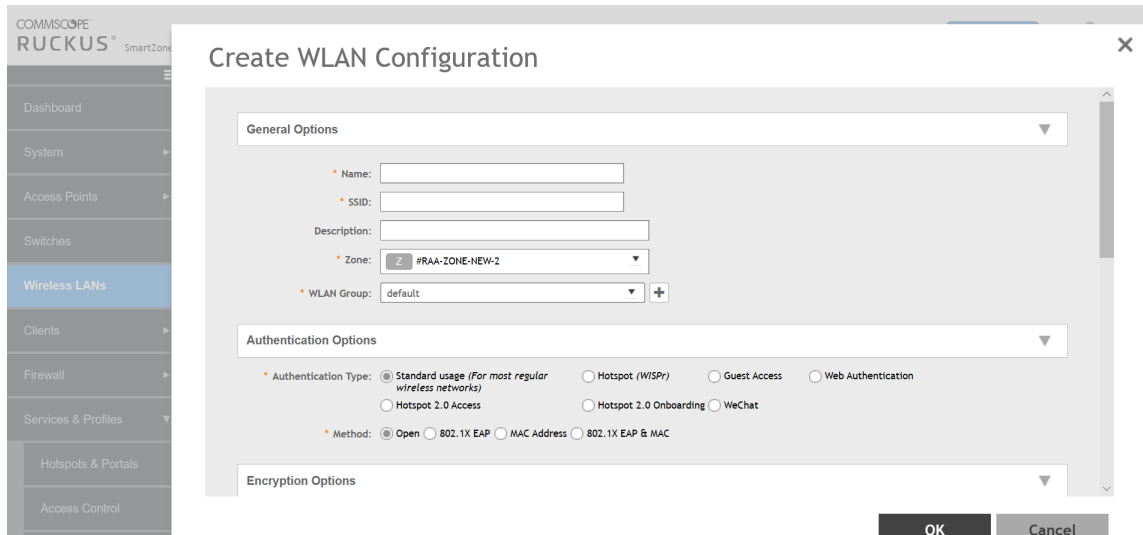 COMMSCOPE
RUCKUS® SmartZone
Create WLAN Configuration
Dashboard
System
Access Points
Switches
Wireless LANs
Clients
Firewall
Services & Profiles
Hotspots & Portals
Access Control
General Options
* Name:
* SSID:
Description:
* Zone: Z #RAA-ZONE-NEW-2
* WLAN Group: default
Authentication Options
* Authentication Type: Standard usage (For most regular Hotspot (WISPr) Guest Access Web Authentication
wireless networks)
Hotspot 2.0 Access Hotspot 2.0 Onboarding WeChat
* Method: Open 802.1X EAP MAC Address 802.1X EAP & MAC
Encryption Options
OK Cancel